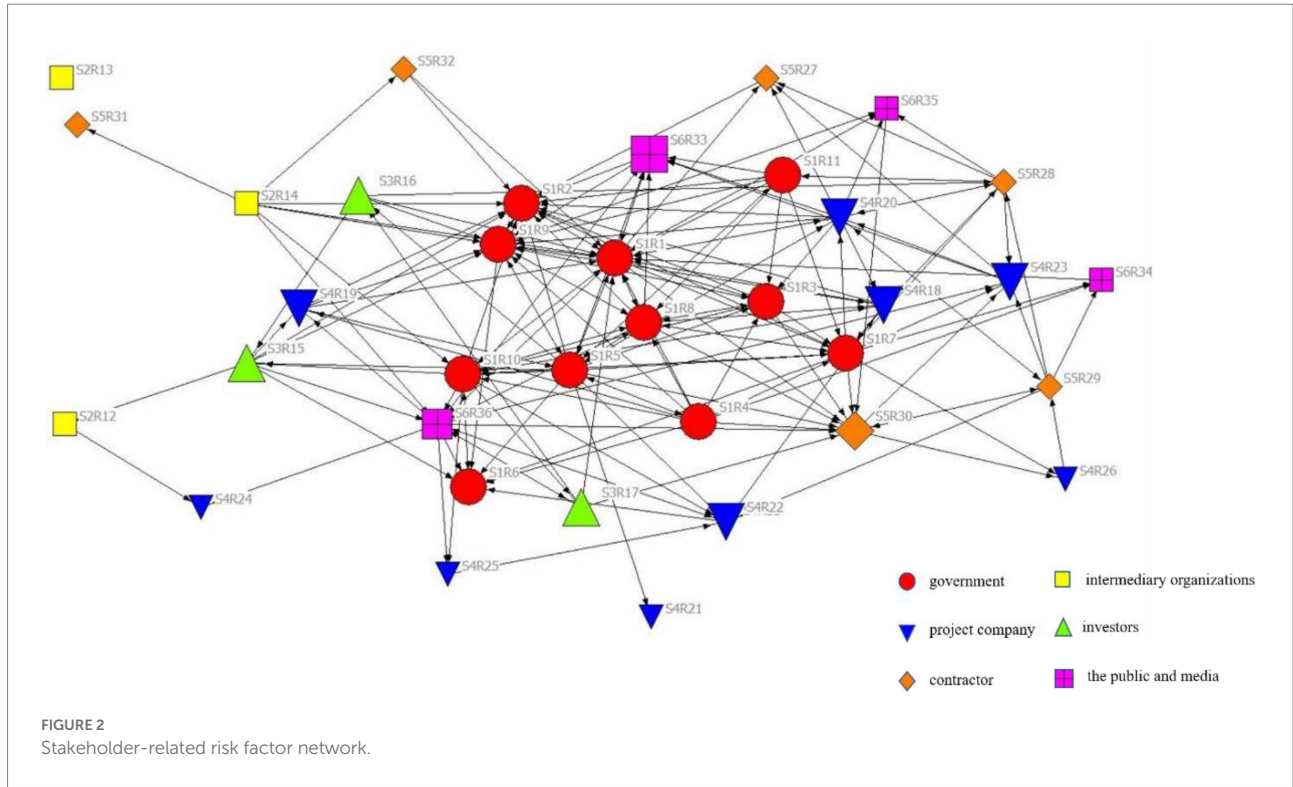 S2R13
S5R32
S5R27
S6R35
S5R31
S6R33
S1R11
S5R28
S3R16
S2R14
S1R2
S4R20
S1R9
S1R1
S4R23
S6R34
S4R19
S1R3
S4R18
S1R8
S1R7
S3R15
S1R10
S1R5
S2R12
S6R36
S1R4
S5R30
S5R29
S1R6
S4R26
S3R17
S4R24
S4R22
S4R25
S4R21
government
intermediary organizations
project company
investors
contractor
the public and media
FIGURE 2
Stakeholder-related risk factor network.